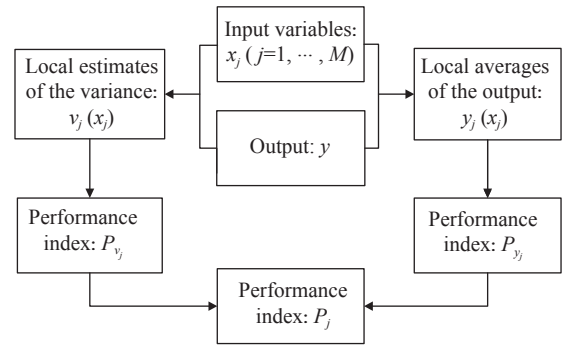 Input variables:
x_j (j=1, ··· , M)
Local estimates
of the variance:
v_j (x_j)
Local averages
of the output:
y_j (x_j)
Output: y
Performance
index: P_{v_j}
Performance
index: P_{y_j}
Performance
index: P_j